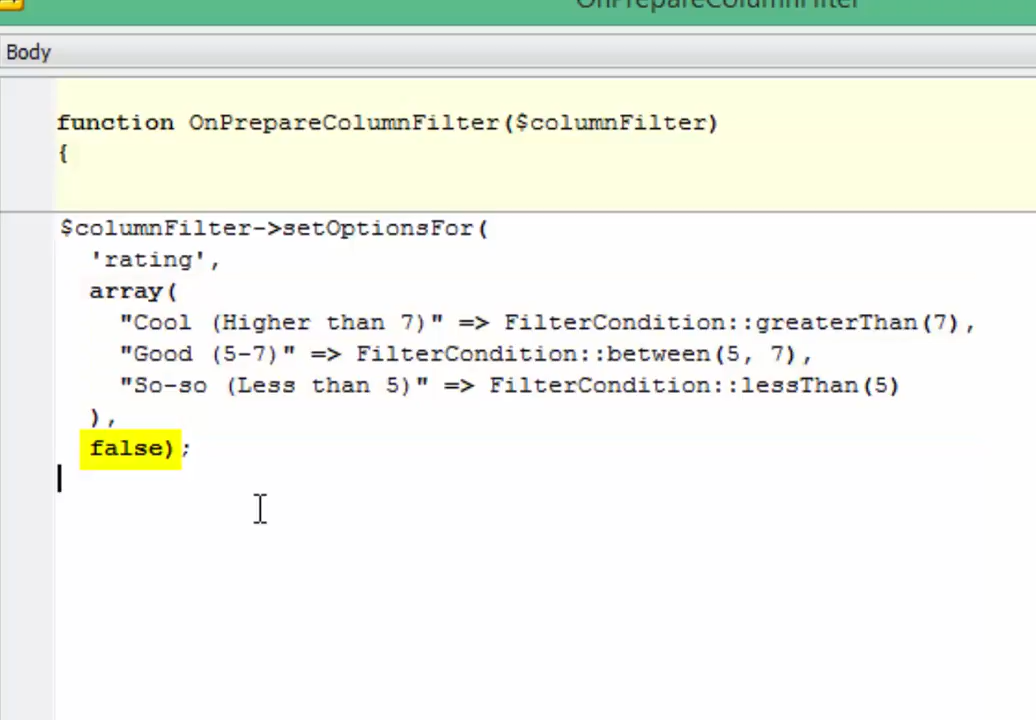 OnPrepareColumnFilter
Body
function OnPrepareColumnFilter($columnFilter)
{
$columnFilter->setOptionsFor(
'rating',
array(
"Cool (Higher than 7)" => FilterCondition::greaterThan(7),
"Good (5-7)" => FilterCondition::between(5, 7),
"So-so (Less than 5)" => FilterCondition::lessThan(5)
),
false);